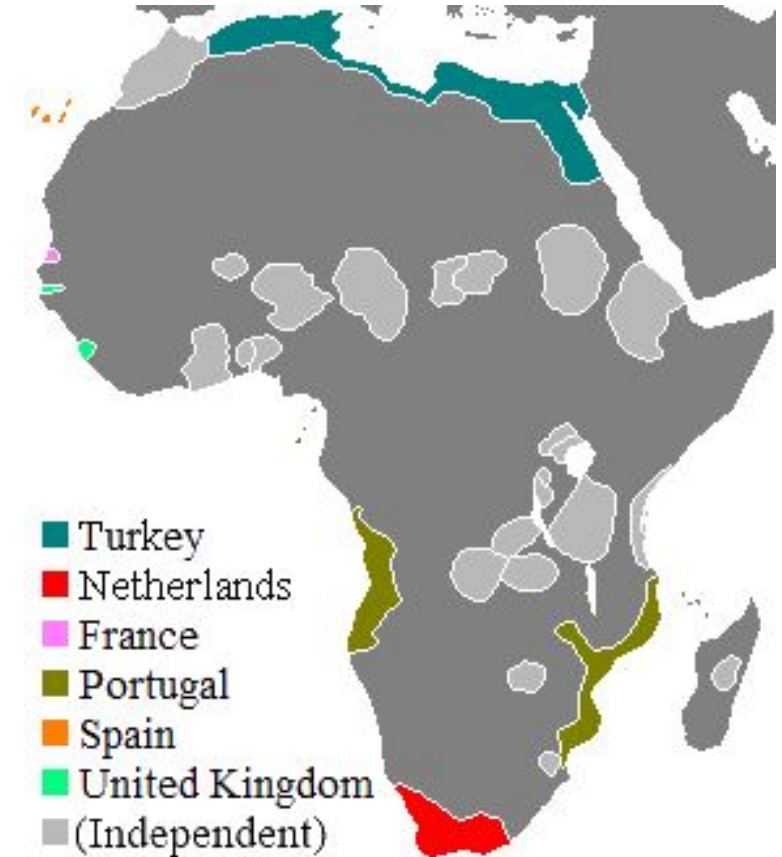 Turkey
Netherlands
France
Portugal
Spain
United Kingdom
(Independent)